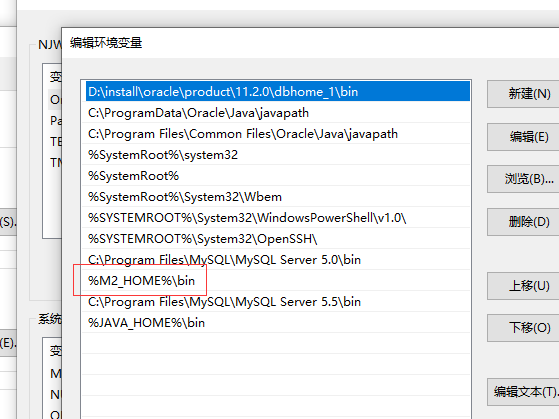 编辑环境变量
NJW
变
D:\install\oracle\product\11.2.0\dbhome_1\bin
新建(N)
C:\ProgramData\Oracle\Java\javapath
Pa
C:\Program Files\Common Files\Oracle\Java\javapath
编辑(E)
TE
%SystemRoot%\system32
TM
%SystemRoot%
浏览(B)...
%SystemRoot%\System32\Wbem
%SYSTEMROOT%\System32\WindowsPowerShell\v1.0\
删除(D)
(S).
%SYSTEMROOT%\System32\OpenSSH\
C:\Program Files\MySQL\MySQL Server 5.0\bin
%M2_HOME%\bin
上移(U)
C:\Program Files\MySQL\MySQL Server 5.5\bin
系统
%JAVA_HOME%\bin
下移(O)
(E).
变
M
编辑文本(T)